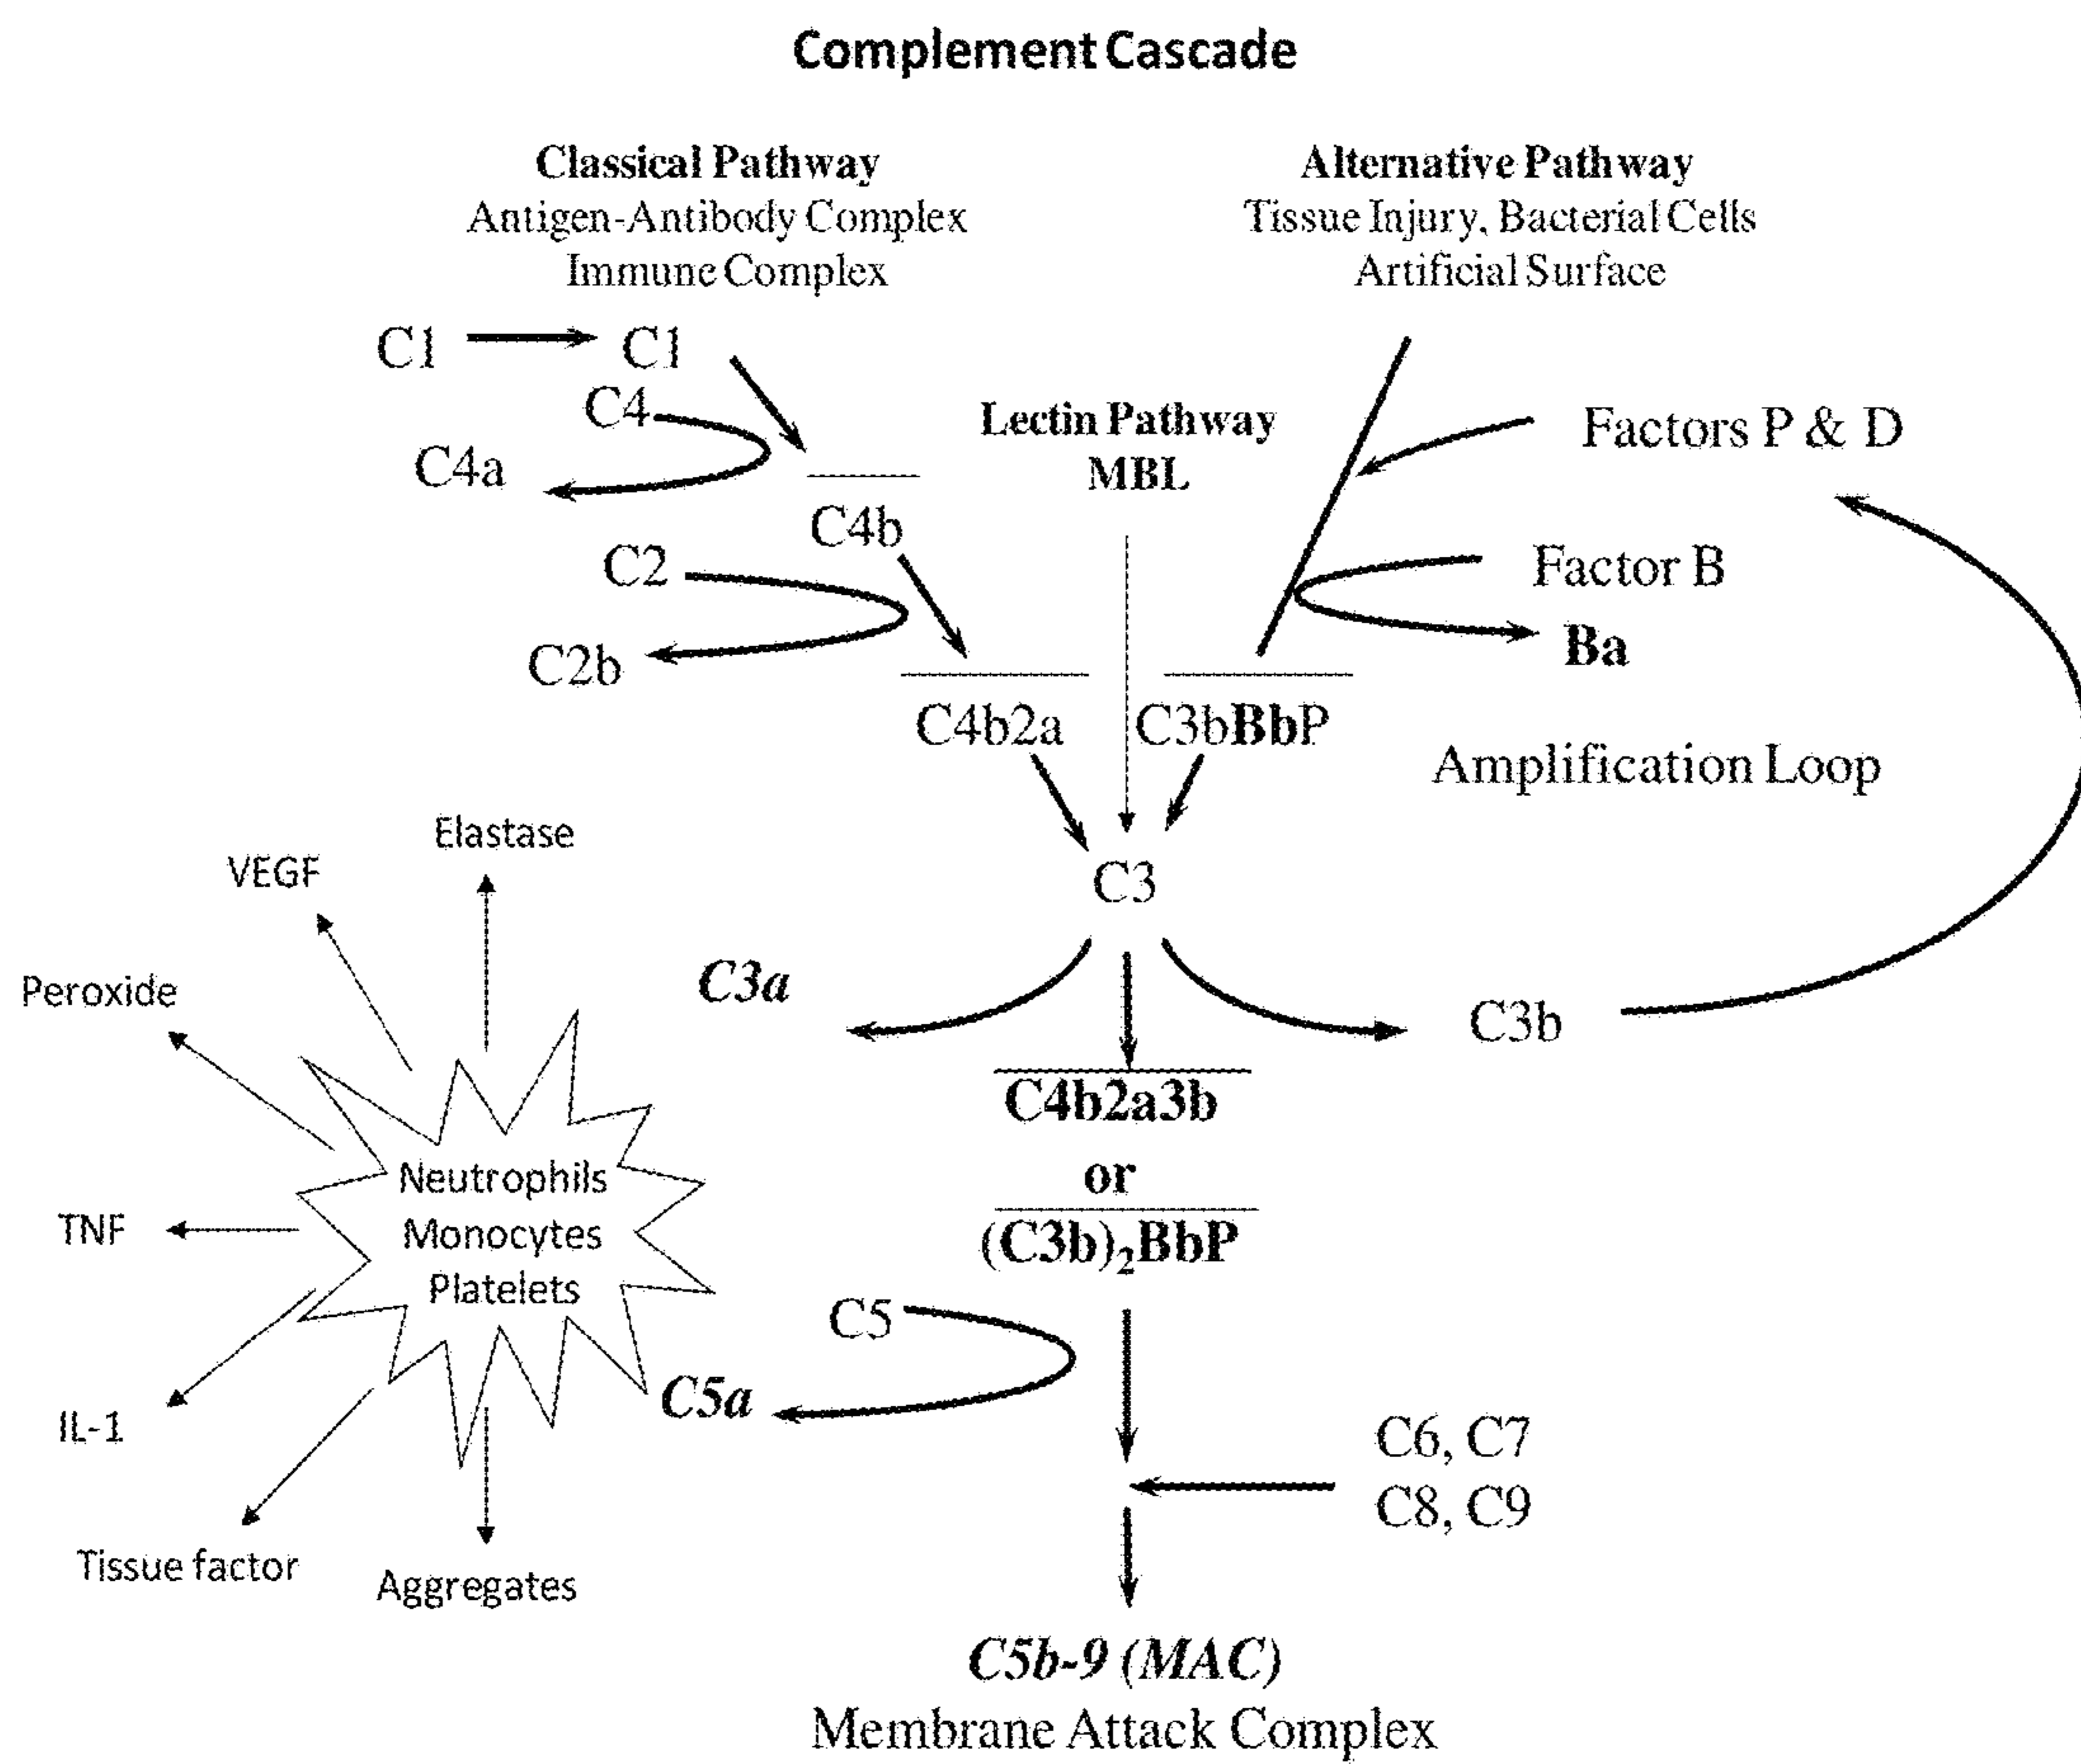 Complement Cascade
Classical Pathway
Antigen-Antibody Complex
Immune Complex
Alternative Pathway
Tissue Injury, Bacterial Cells
Artificial Surface
C1
C1
C4
C4a
C4b
C2
C2b
C4b2a
Lectin Pathway
MBL
Factors P & D
Factor B
Ba
C3bBbP
Amplification Loop
C3
C3a
C3b
C4b2a3b
or
(C3b)₂BbP
C5
C5a
C6, C7
C8, C9
C5b-9 (MAC)
Membrane Attack Complex
Elastase
VEGF
Peroxide
TNF
IL-1
Tissue factor
Aggregates
Neutrophils
Monocytes
Platelets